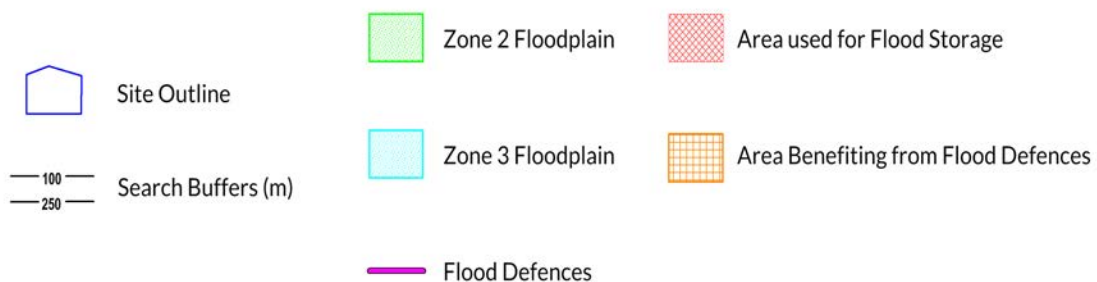 Site Outline
100
250
Search Buffers (m)
Zone 2 Floodplain
Zone 3 Floodplain
Flood Defences
Area used for Flood Storage
Area Benefiting from Flood Defences